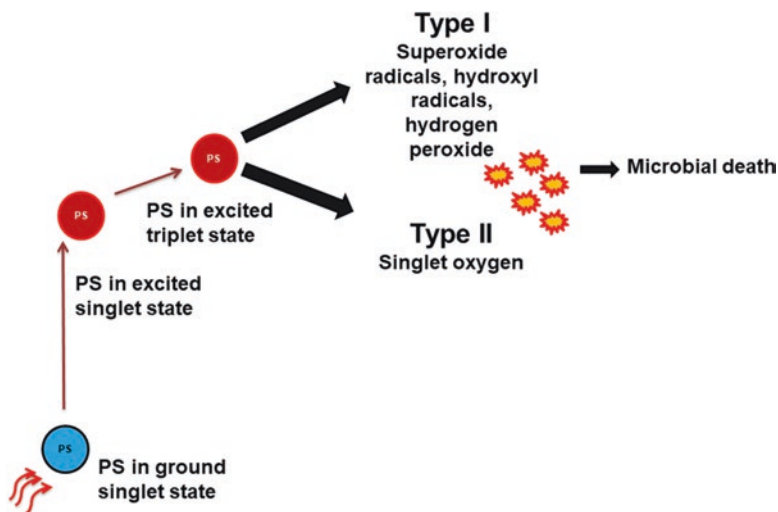 Type I
Superoxide
radicals, hydroxyl
radicals,
hydrogen
peroxide
PS
Microbial death
PS in excited
triplet state
PS
Type II
Singlet oxygen
PS in excited
singlet state
PS
PS in ground
singlet state